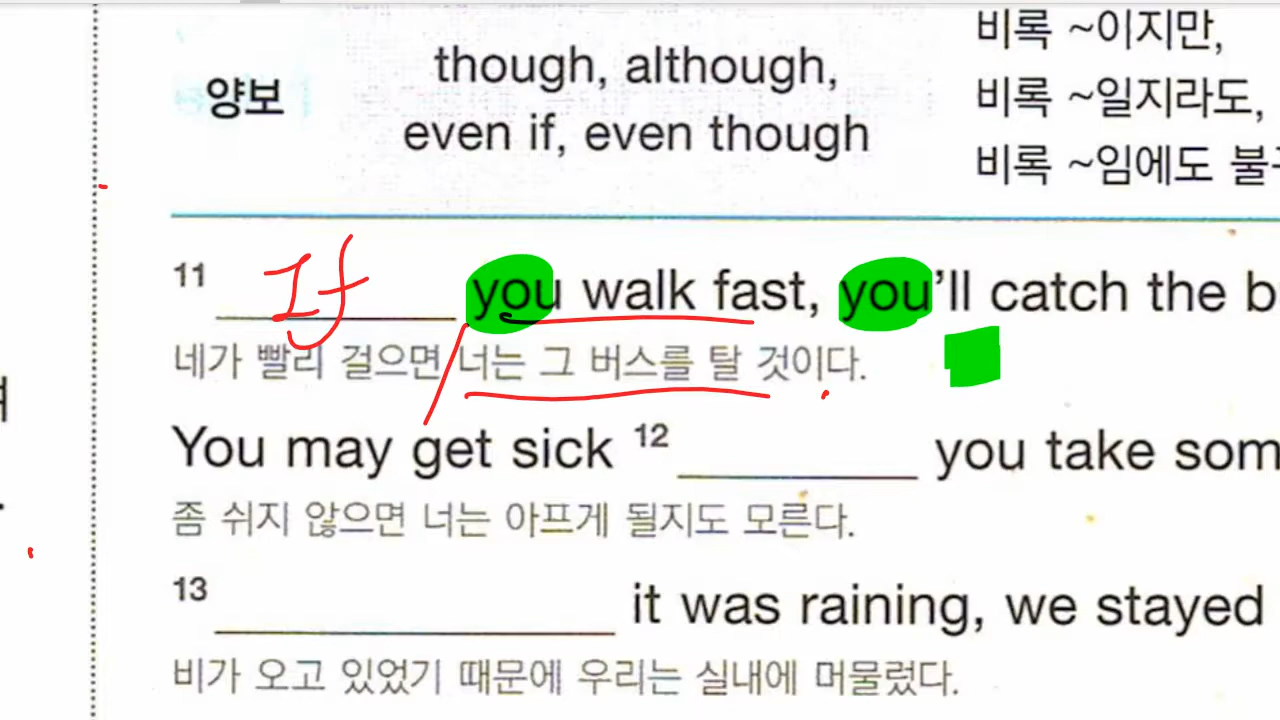 비록 ~이지만,
though, although,
양보
비록 ~일지라도,
even if, even though
비록 ~임에도 불
11 If you walk fast, you'll catch the b
네가 빨리 걸으면 너는 그 버스를 탈 것이다.
You may get sick 12 ________ you take som
좀 쉬지 않으면 너는 아프게 될지도 모른다.
13 ________ it was raining, we stayed
비가 오고 있었기 때문에 우리는 실내에 머물렀다.